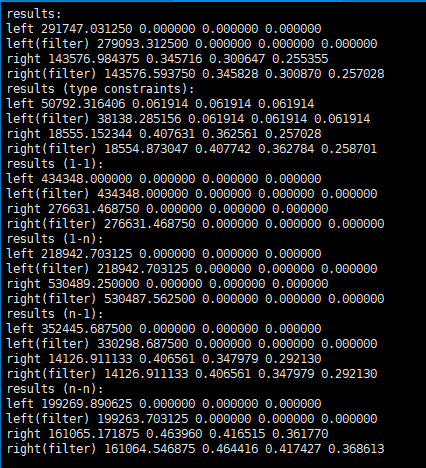 results:
left 291747.031250 0.000000 0.000000 0.000000
left(filter) 279093.312500 0.000000 0.000000 0.000000
right 143576.984375 0.345716 0.300647 0.255355
right(filter) 143576.593750 0.345828 0.300870 0.257028
results (type constraints):
left 50792.316406 0.061914 0.061914 0.061914
left(filter) 38138.285156 0.061914 0.061914 0.061914
right 18555.152344 0.407631 0.362561 0.257028
right(filter) 18554.873047 0.407742 0.362784 0.258701
results (1-1):
left 434348.000000 0.000000 0.000000 0.000000
left(filter) 434348.000000 0.000000 0.000000 0.000000
right 276631.468750 0.000000 0.000000 0.000000
right(filter) 276631.468750 0.000000 0.000000 0.000000
results (1-n):
left 218942.703125 0.000000 0.000000 0.000000
left(filter) 218942.703125 0.000000 0.000000 0.000000
right 530489.250000 0.000000 0.000000 0.000000
right(filter) 530487.562500 0.000000 0.000000 0.000000
results (n-1):
left 352445.687500 0.000000 0.000000 0.000000
left(filter) 330298.687500 0.000000 0.000000 0.000000
right 14126.911133 0.406561 0.347979 0.292130
right(filter) 14126.911133 0.406561 0.347979 0.292130
results (n-n):
left 199269.890625 0.000000 0.000000 0.000000
left(filter) 199263.703125 0.000000 0.000000 0.000000
right 161065.171875 0.463960 0.416515 0.361770
right(filter) 161064.546875 0.464416 0.417427 0.368613